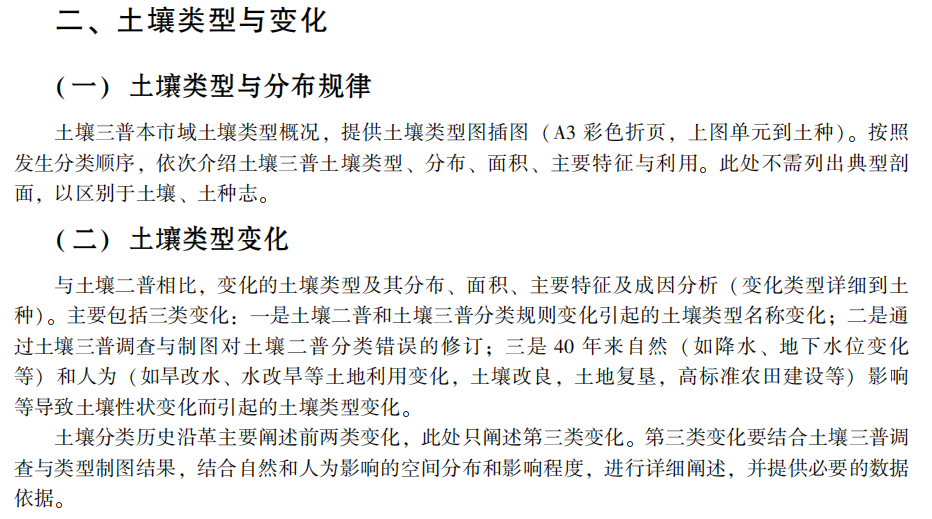 二、土壤类型与变化
（一）土壤类型与分布规律
土壤三普本市域土壤类型概况，提供土壤类型图插图（A3 彩色折页，上图单元到土种）。按照
发生分类顺序，依次介绍土壤三普土壤类型、分布、面积、主要特征与利用。此处不需列出典型剖
面，以区别于土壤、土种志。
（二）土壤类型变化
与土壤二普相比，变化的土壤类型及其分布、面积、主要特征及成因分析（变化类型详细到土
种）。主要包括三类变化：一是土壤二普和土壤三普分类规则变化引起的土壤类型名称变化；二是通
过土壤三普调查与制图对土壤二普分类错误的修订；三是 40 年来自然（如降水、地下水位变化
等）和人为（如旱改水、水改旱等土地利用变化，土壤改良，土地复垦，高标准农田建设等）影响
等导致土壤性状变化而引起的土壤类型变化。
土壤分类历史沿革主要阐述前两类变化，此处只阐述第三类变化。第三类变化要结合土壤三普调
查与类型制图结果，结合自然和人为影响的空间分布和影响程度，进行详细阐述，并提供必要的数据
依据。